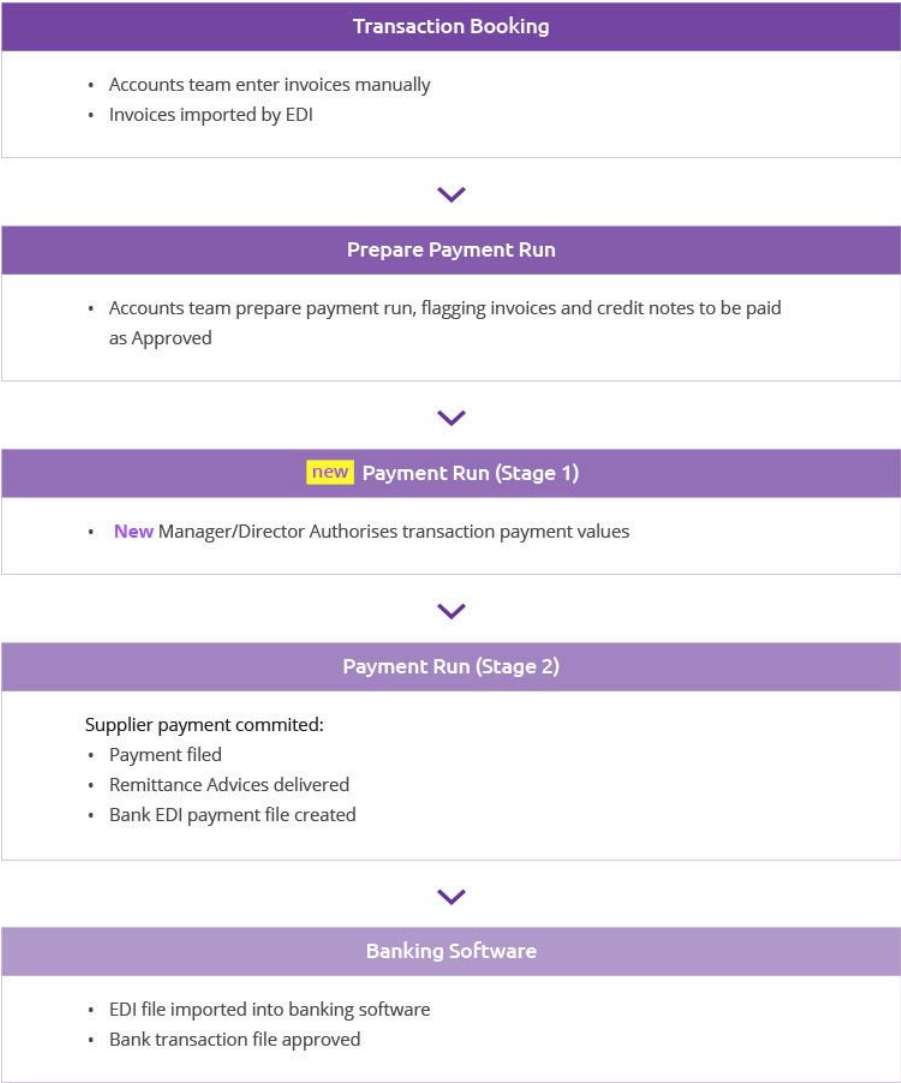 Transaction Booking
• Accounts team enter invoices manually
• Invoices imported by EDI
Prepare Payment Run
• Accounts team prepare payment run, flagging invoices and credit notes to be paid
as Approved
new Payment Run (Stage 1)
• New Manager/Director Authorises transaction payment values
Payment Run (Stage 2)
Supplier payment commited:
• Payment filed
• Remittance Advices delivered
• Bank EDI payment file created
Banking Software
• EDI file imported into banking software
• Bank transaction file approved